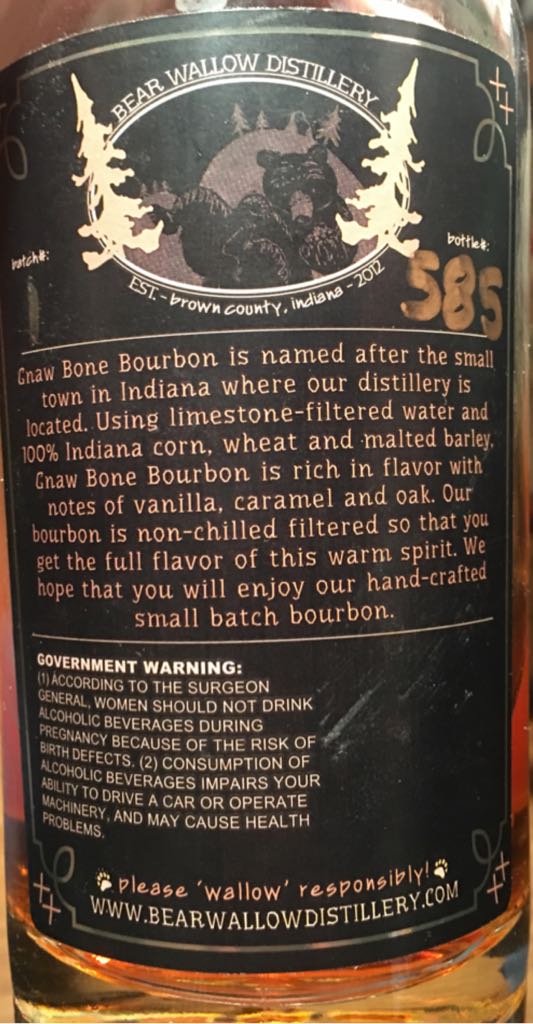 BEAR WALLOW DISTILLERY
batch#:
bottle#:
585
EST. - brown county, indiana - 2012
Gnaw Bone Bourbon is named after the small
town in Indiana where our distillery is
located. Using limestone-filtered water and
100% Indiana corn, wheat and malted barley,
Gnaw Bone Bourbon is rich in flavor with
notes of vanilla, caramel and oak. Our
bourbon is non-chilled filtered so that you
get the full flavor of this warm spirit. We
hope that you will enjoy our hand-crafted
small batch bourbon.
GOVERNMENT WARNING:
(1) ACCORDING TO THE SURGEON
GENERAL, WOMEN SHOULD NOT DRINK
ALCOHOLIC BEVERAGES DURING
PREGNANCY BECAUSE OF THE RISK OF
BIRTH DEFECTS. (2) CONSUMPTION OF
ALCOHOLIC BEVERAGES IMPAIRS YOUR
ABILITY TO DRIVE A CAR OR OPERATE
MACHINERY, AND MAY CAUSE HEALTH
PROBLEMS.
please 'wallow' responsibly!
WWW.BEARWALLOWDISTILLERY.COM